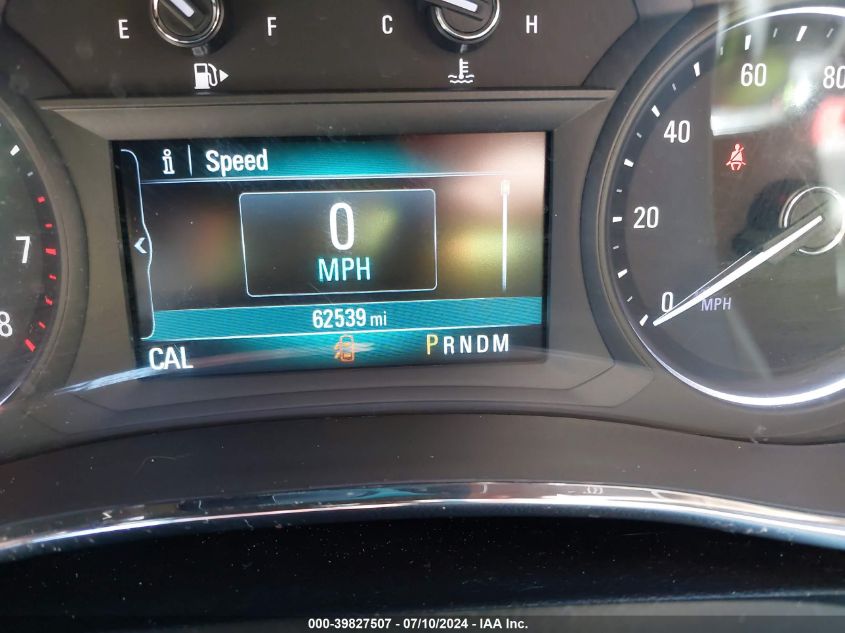 E F C H
60 80
40
20
0
MPH
7
8
i Speed
0
MPH
62539 mi
CAL PRNDM
000-39827507 - 07/10/2024 - IAA Inc.